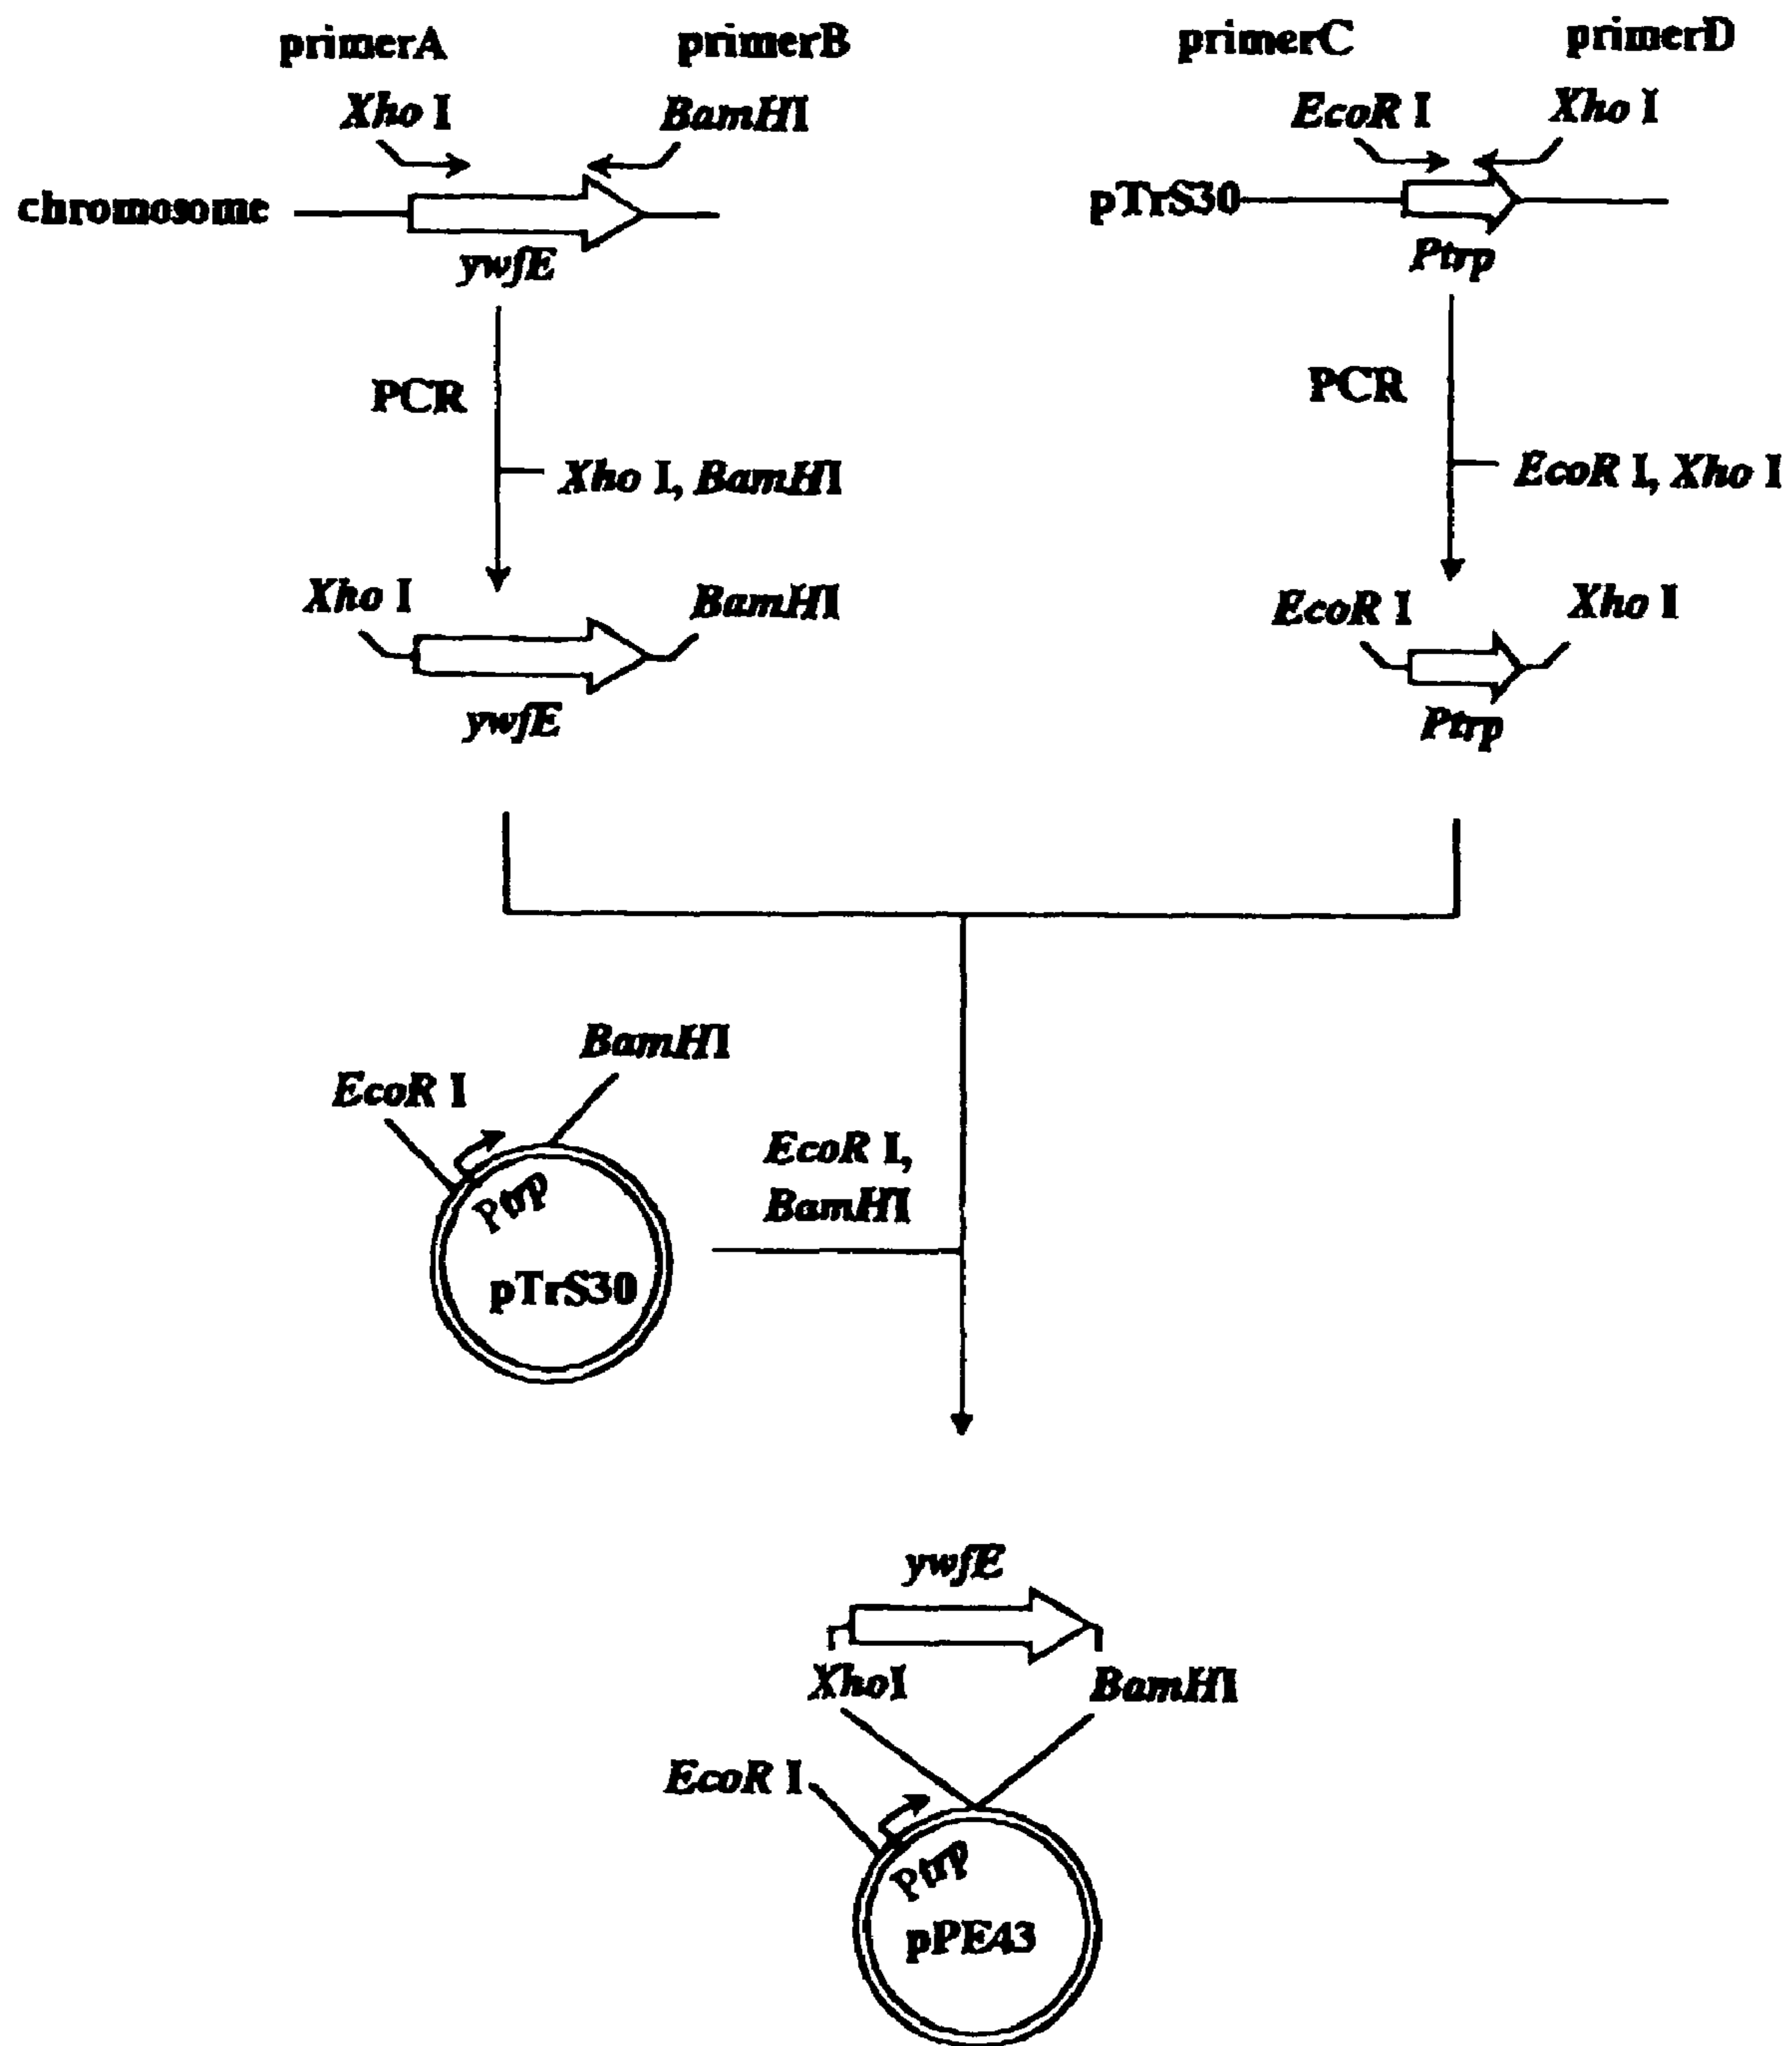 primerA
primerB
primerC
primerD
Xho I
BamHI
EcoR I
Xho I
chromosome
pTrS30
ywfE
Ptrp
PCR
PCR
Xho I, BamHI
EcoR I, Xho I
Xho I
BamHI
EcoR I
Xho I
ywfE
Ptrp
BamHI
EcoR I
Ptrp
pTrS30
EcoR I,
BamHI
ywfE
XhoI
BamHI
EcoR I
Ptrp
pPE43